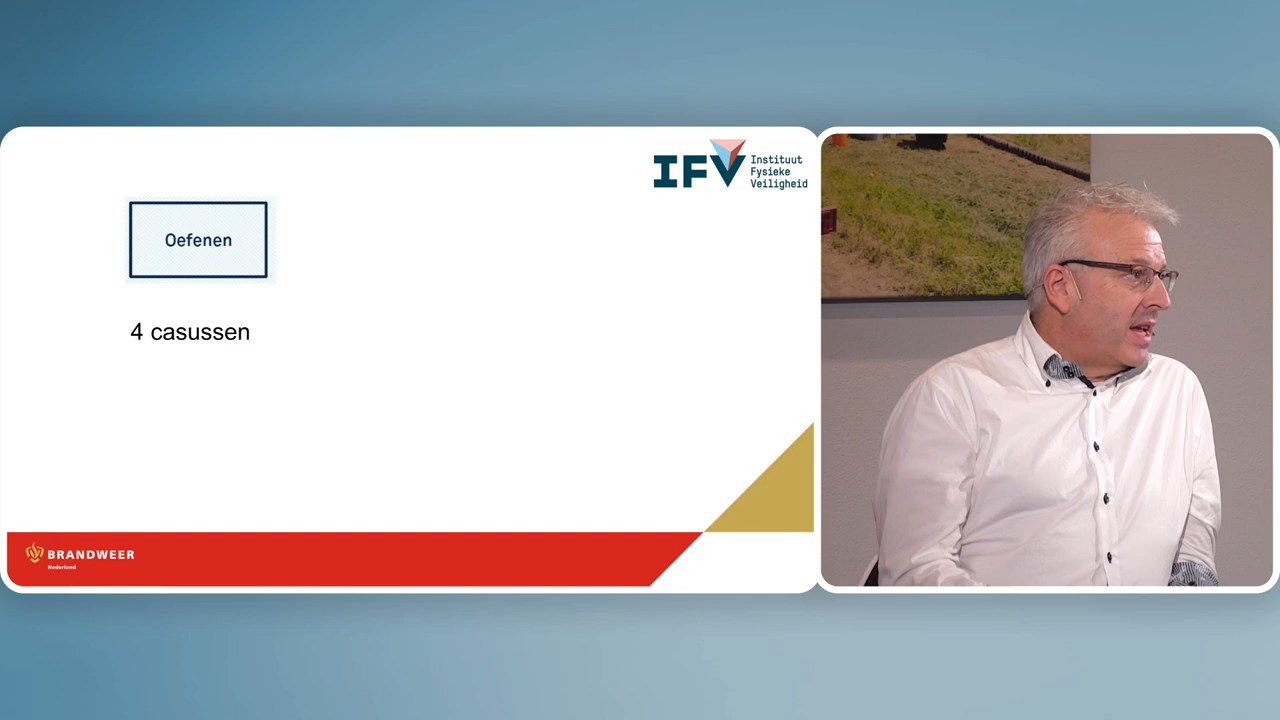 IFV
Instituut
Fysieke
Veiligheid
Oefenen
4 casussen
BRANDWEER
Nederland